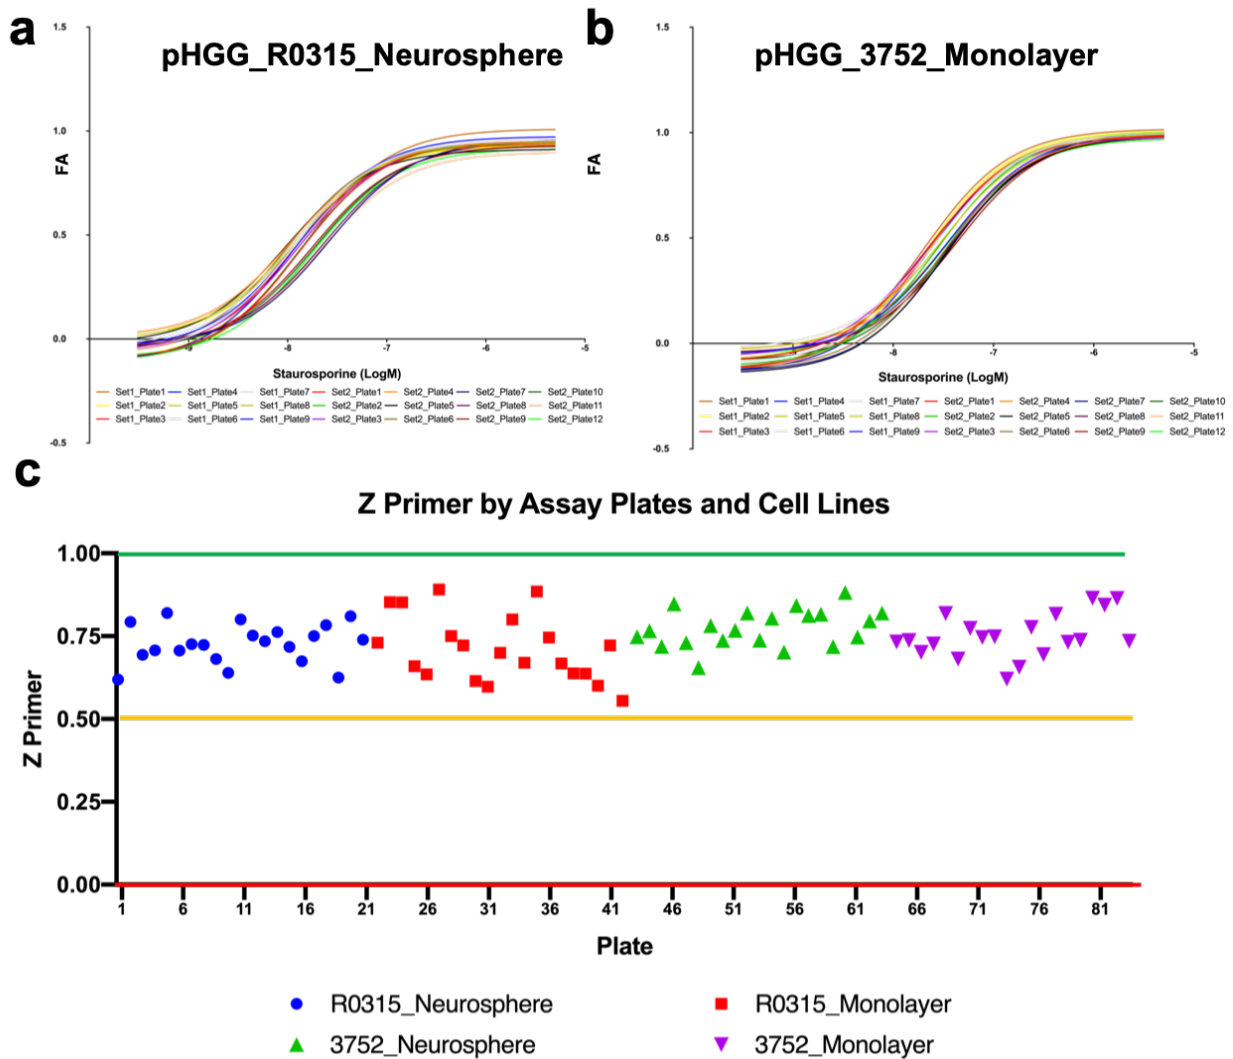 a
pHGG_R0315_Neurosphere
1.5
1.0
0.5
0.0
-0.5
FA
-9
-8
-7
-6
-5
Staurosporine (LogM)
Set1_Plate1 Set1_Plate4 Set1_Plate7 Set2_Plate1 Set2_Plate4 Set2_Plate7 Set2_Plate10
Set1_Plate2 Set1_Plate5 Set1_Plate8 Set2_Plate2 Set2_Plate5 Set2_Plate8 Set2_Plate11
Set1_Plate3 Set1_Plate6 Set1_Plate9 Set2_Plate3 Set2_Plate6 Set2_Plate9 Set2_Plate12
b
pHGG_3752_Monolayer
1.5
1.0
0.5
0.0
-0.5
FA
-8
-7
-6
-5
Staurosporine (LogM)
Set1_Plate1 Set1_Plate4 Set1_Plate7 Set2_Plate1 Set2_Plate4 Set2_Plate7 Set2_Plate10
Set1_Plate2 Set1_Plate5 Set1_Plate8 Set2_Plate2 Set2_Plate5 Set2_Plate8 Set2_Plate11
Set1_Plate3 Set1_Plate6 Set1_Plate9 Set2_Plate3 Set2_Plate6 Set2_Plate9 Set2_Plate12
c
Z Primer by Assay Plates and Cell Lines
1.00
0.75
0.50
0.25
0.00
Z Primer
1 6 11 16 21 26 31 36 41 46 51 56 61 66 71 76 81
Plate
R0315_Neurosphere R0315_Monolayer
3752_Neurosphere 3752_Monolayer